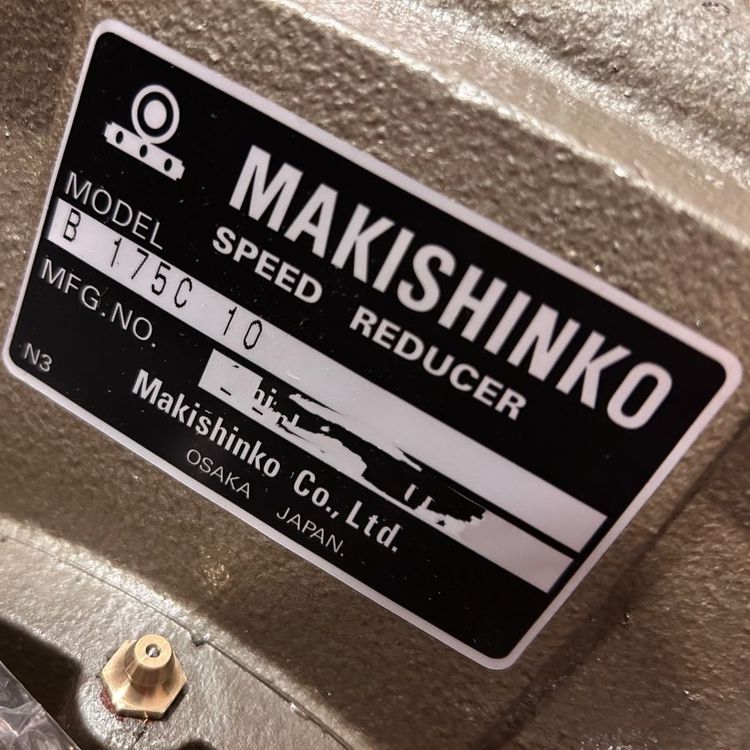 MAKISHINKO
SPEED REDUCER
MODEL
B 175C 10
MFG.NO.
N3
Makishinko Co., Ltd.
OSAKA JAPAN.